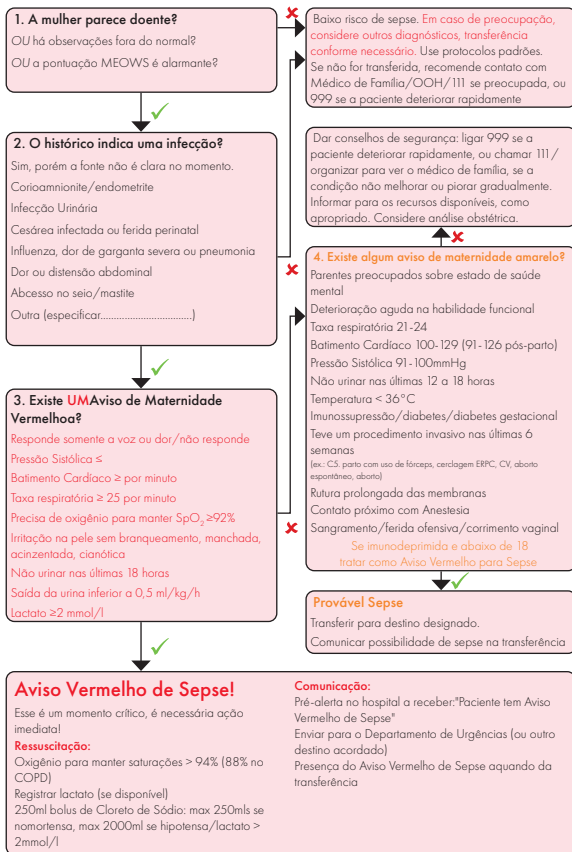 1. A mulher parece doente?
OU há observações fora do normal?
OU a pontuação MEOWS é alarmante?
Baixo risco de sepse. Em caso de preocupação,
considere outros diagnósticos, transferência
conforme necessário. Use protocolos padrões.
Se não for transferida, recomende contato com
Médico de Família/OOH/111 se preocupada, ou
999 se a paciente deteriorar rapidamente
2. O histórico indica uma infecção?
Sim, porém a fonte não é clara no momento.
Corioamnionite/endometrite
Infecção Urinária
Cesárea infectada ou ferida perinatal
Influenza, dor de garganta severa ou pneumonia
Dor ou distensão abdominal
Abcesso no seio/mastite
Outra (especificar................................)
Dar conselhos de segurança: ligar 999 se a
paciente deteriorar rapidamente, ou chamar 111/
organizar para ver o médico de família, se a
condição não melhorar ou piorar gradualmente.
Informar para os recursos disponíveis, como
apropriado. Considere análise obstétrica.
3. Existe UMAviso de Maternidade
Vermelhoa?
Responde somente a voz ou dor/não responde
Pressão Sistólica ≤
Batimento Cardíaco ≥ por minuto
Taxa respiratória ≥ 25 por minuto
Precisa de oxigênio para manter SpO₂ ≥92%
Irritação na pele sem branqueamento, manchada,
acinzentada, cianótica
Não urinar nas últimas 18 horas
Saída da urina inferior a 0,5 ml/kg/h
Lactato ≥2 mmol/l
4. Existe algum aviso de maternidade amarelo?
Parentes preocupados sobre estado de saúde
mental
Deterioração aguda na habilidade funcional
Taxa respiratória 21-24
Batimento Cardíaco 100-129 (91-126 pós-parto)
Pressão Sistólica 91-100mmHg
Não urinar nas últimas 12 a 18 horas
Temperatura < 36°C
Imunossupressão/diabetes/diabetes gestacional
Teve um procedimento invasivo nas últimas 6
semanas
(ex.: C.S. parto com uso de fórceps, cerclagem ERPC, CV, aborto
espontâneo, aborto)
Rutura prolongada das membranas
Contato próximo com Anestesia
Sangramento/ferida ofensiva/corrimento vaginal
Se imunodeprimida e abaixo de 18
tratar como Aviso Vermelho para Sepse
Provável Sepse
Transferir para destino designado.
Comunicar possibilidade de sepse na transferência
Aviso Vermelho de Sepse!
Esse é um momento crítico, é necessária ação
imediata!
Ressuscitação:
Oxigênio para manter saturações > 94% (88% no
COPD)
Registrar lactato (se disponível)
250ml bolus de Cloreto de Sódio: max 250mls se
nomortensa, max 2000ml se hipotensa/lactato >
2mmol/l
Comunicação:
Pré-alerta no hospital a receber:"Paciente tem Aviso
Vermelho de Sepse"
Enviar para o Departamento de Urgências (ou outro
destino acordado)
Presença do Aviso Vermelho de Sepse aquando da
transferência